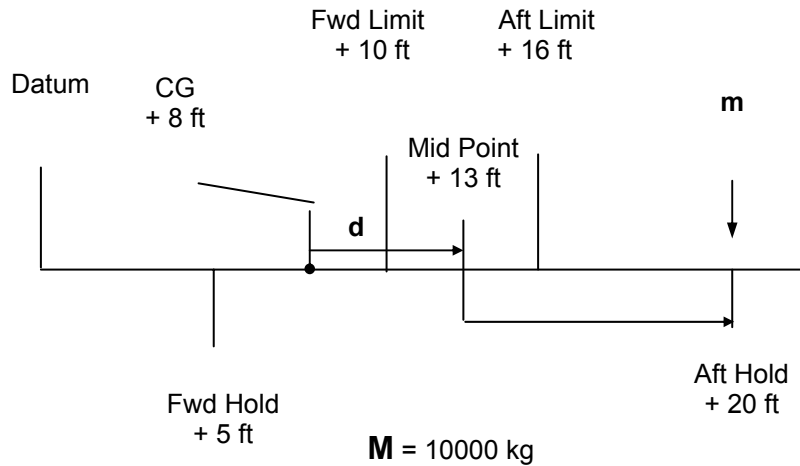 Fwd Limit
+ 10 ft
Aft Limit
+ 16 ft
Datum
CG
+ 8 ft
m
Mid Point
+ 13 ft
d
Fwd Hold
+ 5 ft
Aft Hold
+ 20 ft
M = 10000 kg